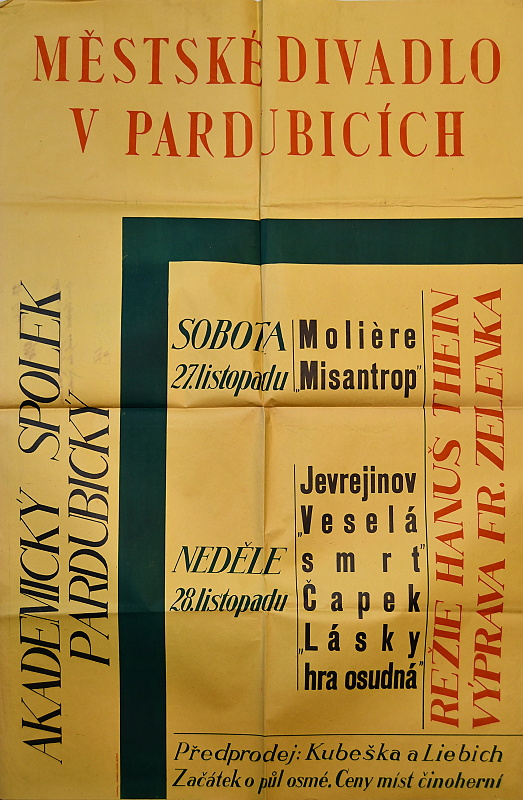 MĚSTSKÉ DIVADLO
V PARDUBICÍCH
AKADEMICKÝ SPOLEK
PARDUBICKÝ
SOBOTA
27.listopadu
Molière
„Misantrop"
NEDĚLE
28.listopadu
Jevrejinov
„Veselá
smrt"
Čapek
„Lásky
hra osudná"
REŽIE HANUŠ THEIN
VÝPRAVA FR. ZELENKA
Předprodej: Kubeška a Liebich
Začátek o půl osmé. Ceny míst činoherní